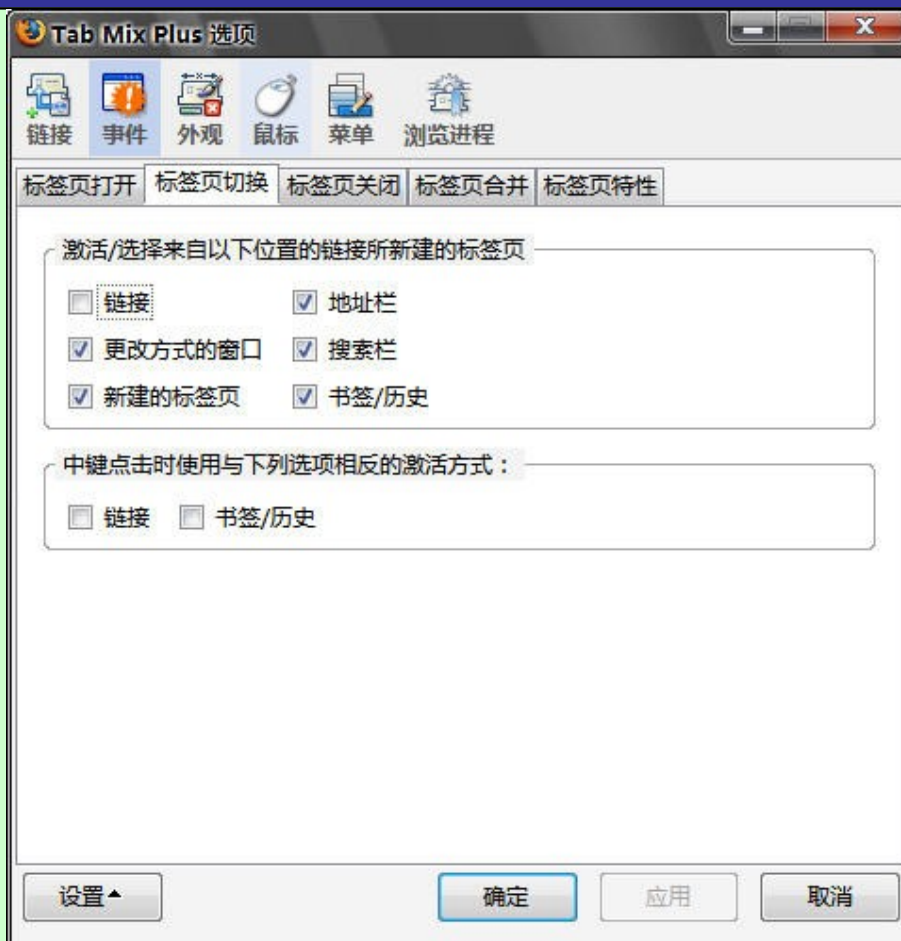 Tab Mix Plus 选项
链接 事件 外观 鼠标 菜单 浏览进程
标签页打开 标签页切换 标签页关闭 标签页合并 标签页特性
激活/选择来自以下位置的链接所新建的标签页
链接 地址栏
更改方式的窗口 搜索栏
新建的标签页 书签/历史
中键点击时使用与下列选项相反的激活方式：
链接 书签/历史
设置 确定 应用 取消